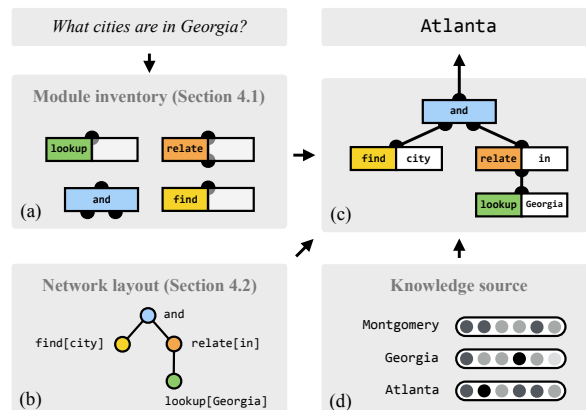 What cities are in Georgia?
Atlanta
Module inventory (Section 4.1)
lookup
relate
and
find
(a)
and
find city
relate in
lookup Georgia
(c)
Network layout (Section 4.2)
and
find[city]
relate[in]
lookup[Georgia]
(b)
Knowledge source
Montgomery
Georgia
Atlanta
(d)